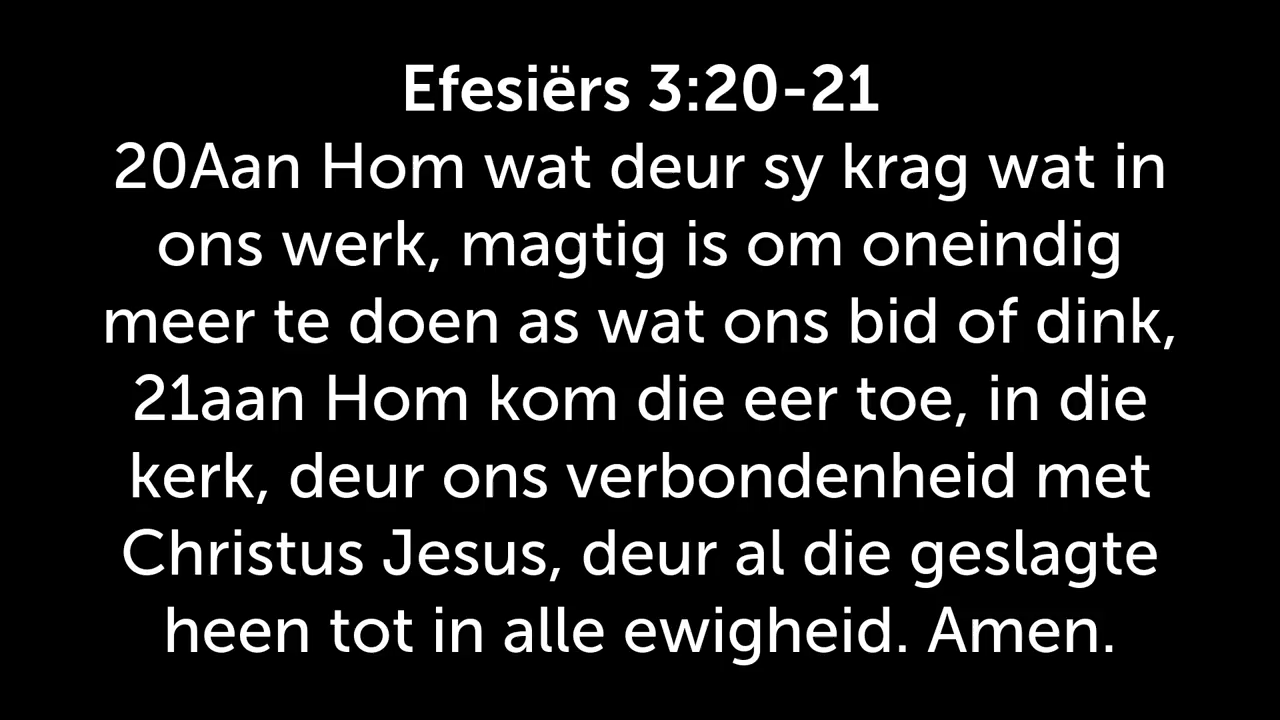 Efesiërs 3:20-21
20Aan Hom wat deur sy krag wat in
ons werk, magtig is om oneindig
meer te doen as wat ons bid of dink,
21aan Hom kom die eer toe, in die
kerk, deur ons verbondenheid met
Christus Jesus, deur al die geslagte
heen tot in alle ewigheid. Amen.